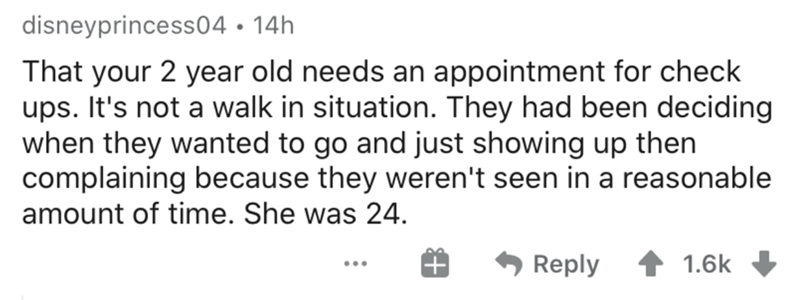 disneyprincess04 • 14h
That your 2 year old needs an appointment for check
ups. It's not a walk in situation. They had been deciding
when they wanted to go and just showing up then
complaining because they weren't seen in a reasonable
amount of time. She was 24.
... Reply 1.6k